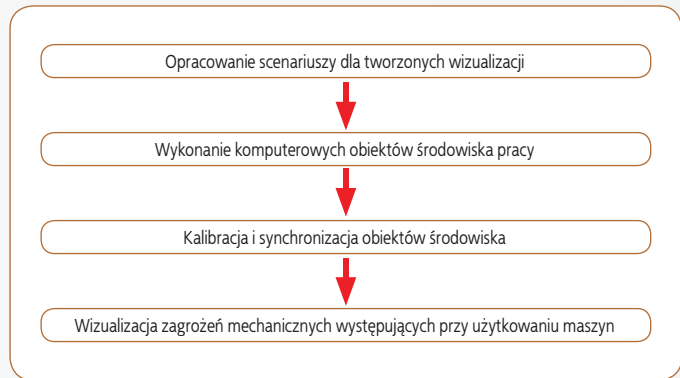 Opracowanie scenariuszy dla tworzonych wizualizacji
Wykonanie komputerowych obiektów środowiska pracy
Kalibracja i synchronizacja obiektów środowiska
Wizualizacja zagrożeń mechanicznych występujących przy użytkowaniu maszyn